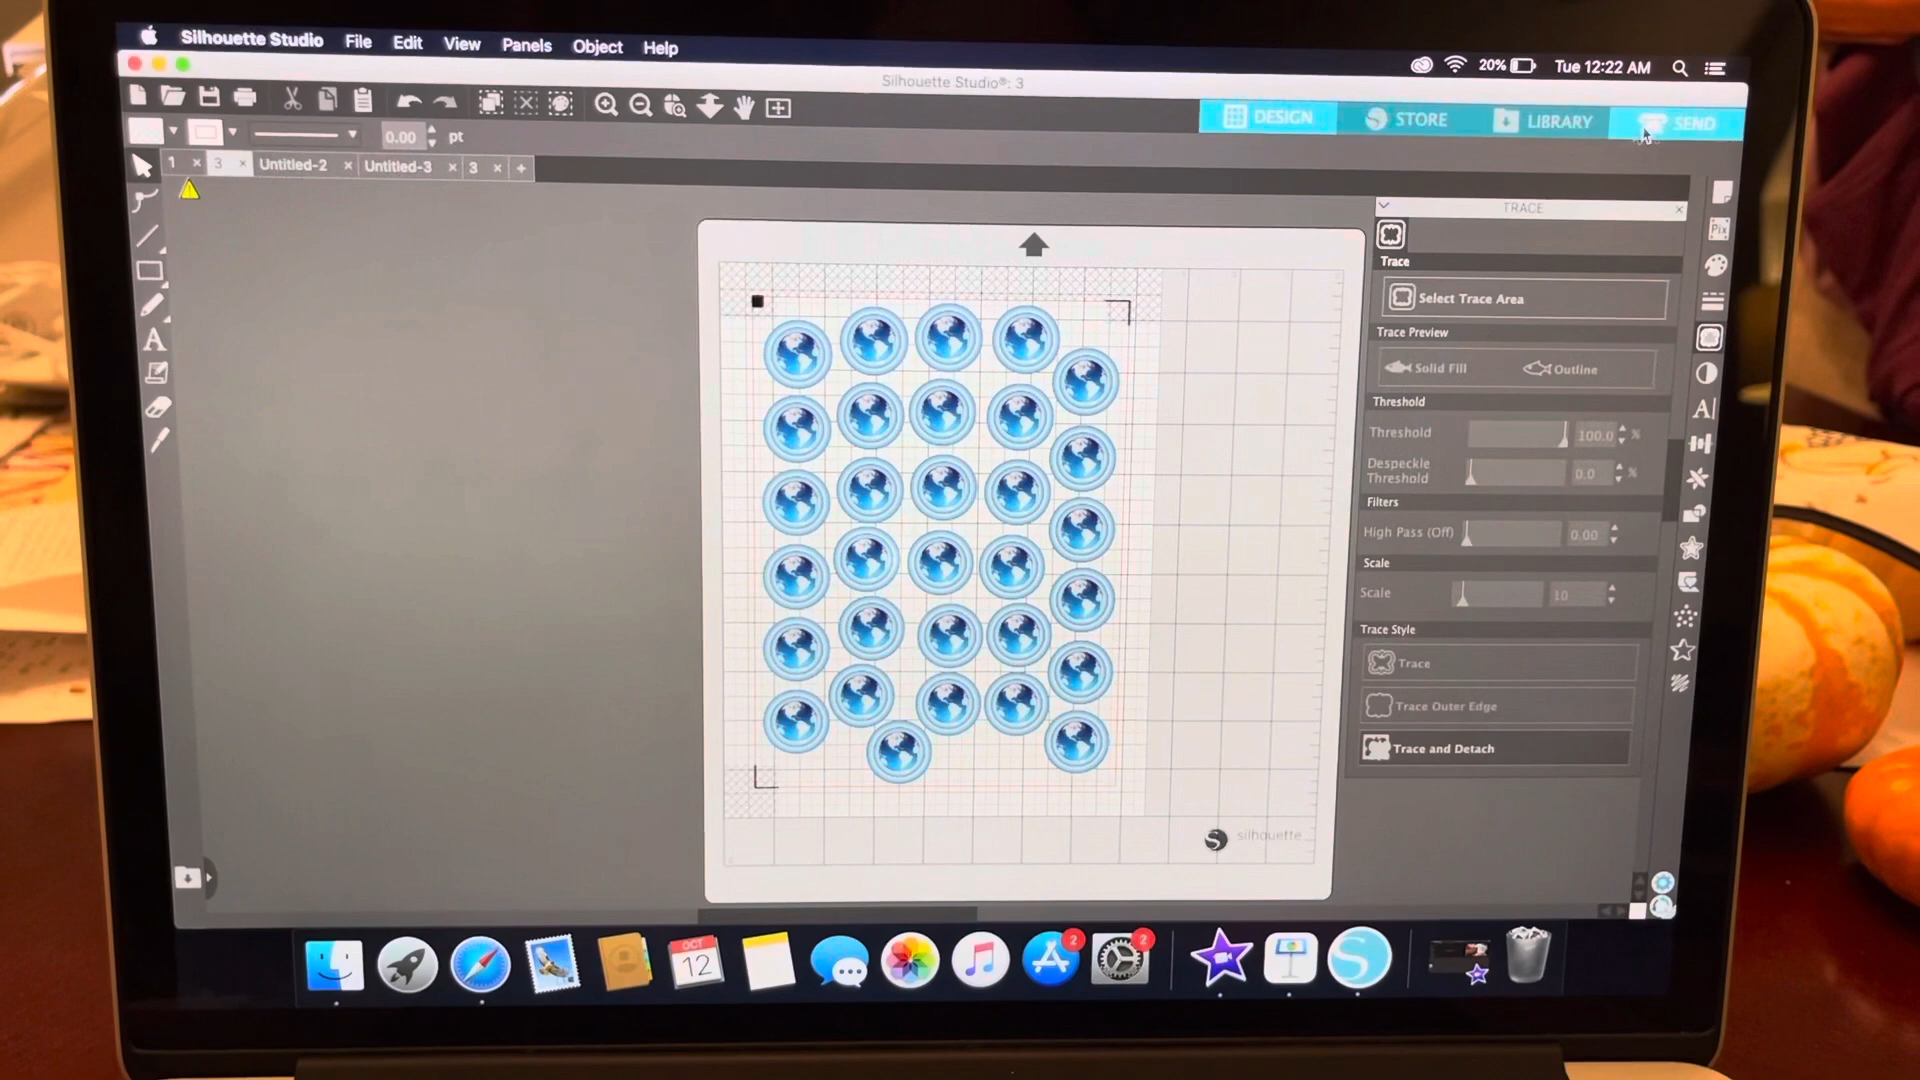 Silhouette Studio File Edit View Panels Object Help
20% Tue 12:22 AM
Silhouette Studio®: 3
DESIGN STORE LIBRARY SEND
0.00 pt
1 3 Untitled-2 Untitled-3 3
TRACE
Pix
Trace
Select Trace Area
Trace Preview
Solid Fill Outline
Threshold
Threshold 100.0 %
Despeckle
Threshold 0.0 %
Filters
High Pass (Off) 0.00
Scale
Scale 10
Trace Style
Trace
Trace Outer Edge
Trace and Detach
silhouette
OCT
12
2
2